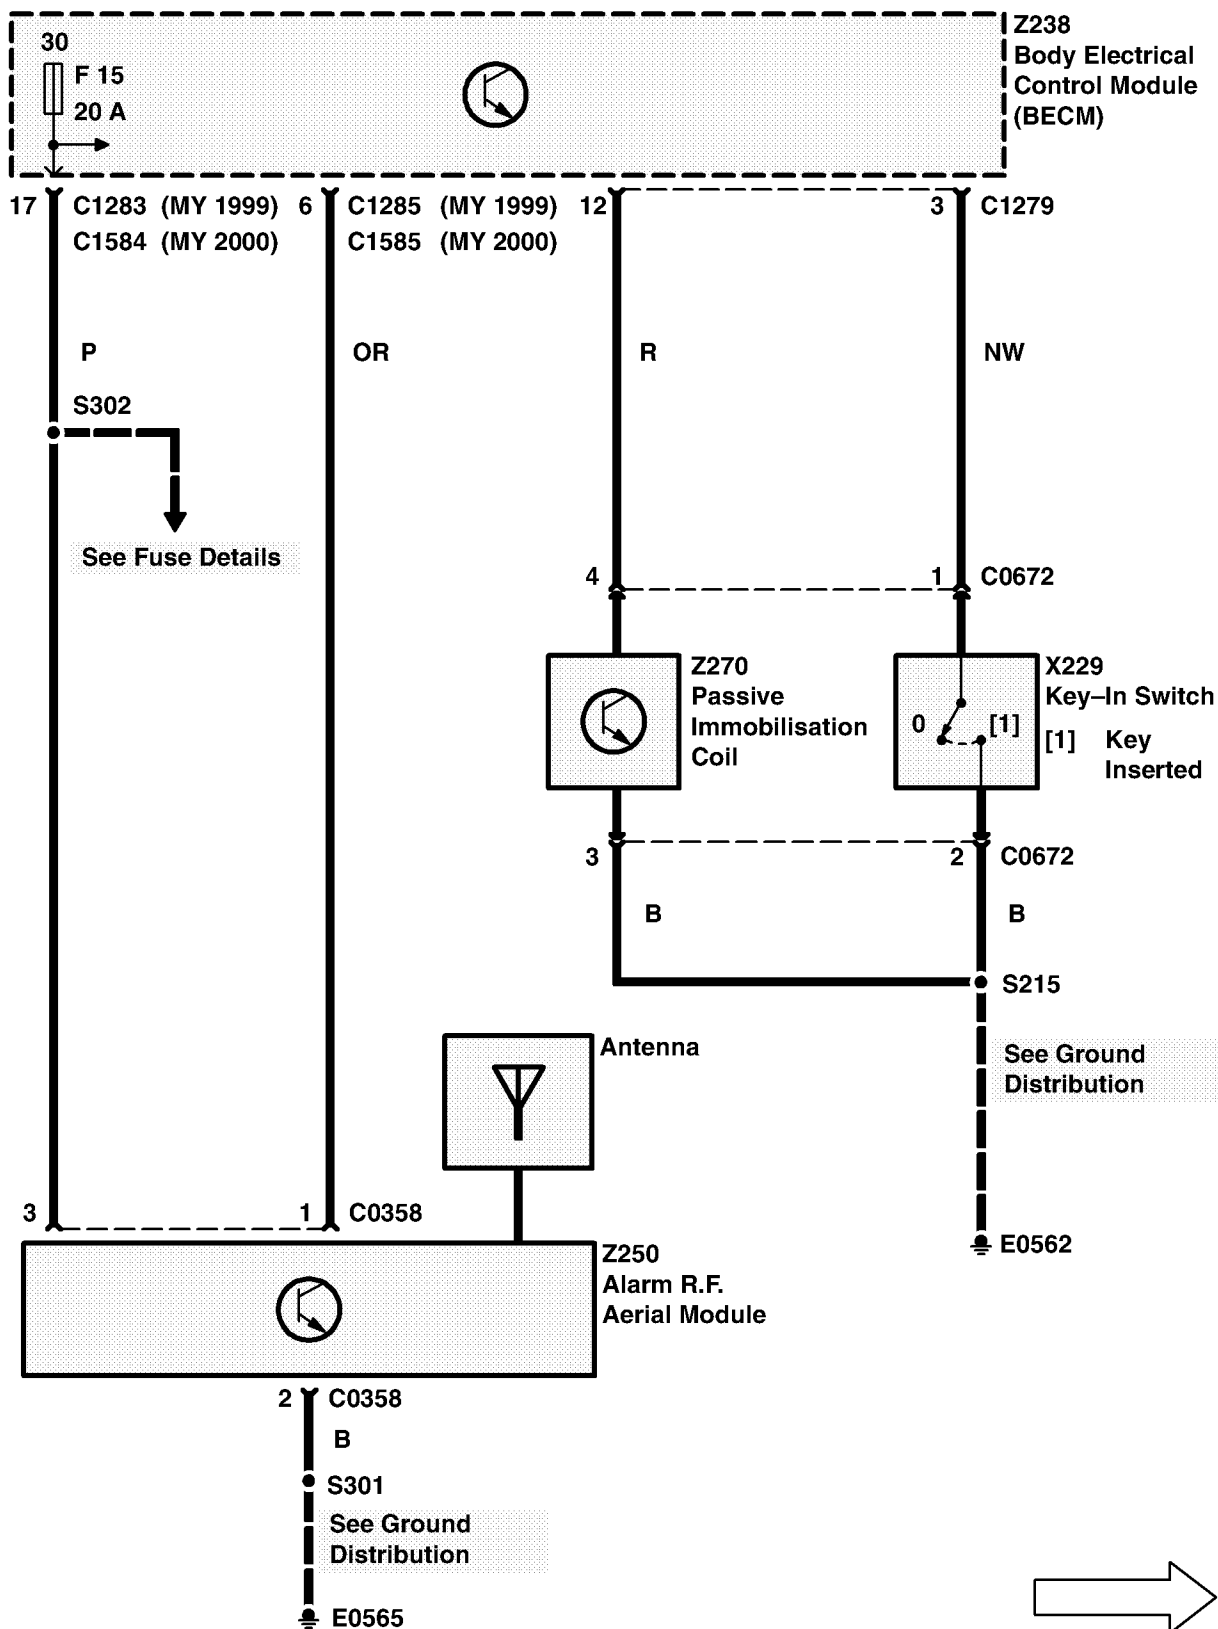 Z238
Body Electrical
Control Module
(BECM)
30
F 15
20 A
17
C1283 (MY 1999)
C1584 (MY 2000)
6
C1285 (MY 1999)
C1585 (MY 2000)
12
3
C1279
P
OR
R
NW
S302
See Fuse Details
4
1
C0672
Z270
Passive
Immobilisation
Coil
0
[1]
X229
Key–In Switch
[1] Key
Inserted
3
2
C0672
B
B
S215
Antenna
See Ground
Distribution
3
1
C0358
E0562
Z250
Alarm R.F.
Aerial Module
2
C0358
B
S301
See Ground
Distribution
E0565